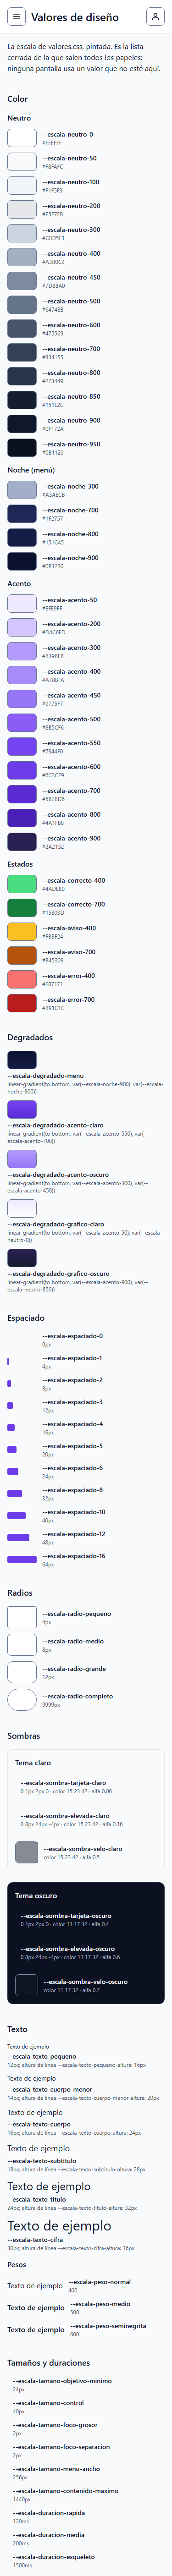 Valores de diseño
La escala de valores.css, pintada. Es la lista
cerrada de la que salen todos los papeles:
ninguna pantalla usa un valor que no esté aquí.
Color
Neutro
--escala-neutro-0
#FFFFFF
--escala-neutro-50
#F8FAFC
--escala-neutro-100
#F1F5F9
--escala-neutro-200
#E5E7EB
--escala-neutro-300
#CBD5E1
--escala-neutro-400
#A3B0C2
--escala-neutro-450
#7D8BA0
--escala-neutro-500
#64748B
--escala-neutro-600
#475569
--escala-neutro-700
#334155
--escala-neutro-800
#273449
--escala-neutro-850
#151E2E
--escala-neutro-900
#0F172A
--escala-neutro-950
#0B1120
Noche (menú)
--escala-noche-300
#A3AECB
--escala-noche-700
#1F2757
--escala-noche-800
#151C45
--escala-noche-900
#0B1230
Acento
--escala-acento-50
#EFE9FF
--escala-acento-200
#D4C6FD
--escala-acento-300
#B39BFB
--escala-acento-400
#A78BFA
--escala-acento-450
#9775F7
--escala-acento-500
#8B5CF6
--escala-acento-550
#7344F0
--escala-acento-600
#6C3CE9
--escala-acento-700
#5B2BD6
--escala-acento-800
#4A1FB8
--escala-acento-900
#2A2152
Estados
--escala-correcto-400
#4ADE80
--escala-correcto-700
#15803D
--escala-aviso-400
#FBBF24
--escala-aviso-700
#B45309
--escala-error-400
#F87171
--escala-error-700
#B91C1C
Degradados
--escala-degradado-menu
linear-gradient(to bottom, var(--escala-noche-900), var(--escala-
noche-800))
--escala-degradado-acento-claro
linear-gradient(to bottom, var(--escala-acento-550), var(--
escala-acento-700))
--escala-degradado-acento-oscuro
linear-gradient(to bottom, var(--escala-acento-300), var(--
escala-acento-450))
--escala-degradado-grafico-claro
linear-gradient(to bottom, var(--escala-acento-50), var(--escala-
neutro-0))
--escala-degradado-grafico-oscuro
linear-gradient(to bottom, var(--escala-acento-900), var(--
escala-neutro-850))
Espaciado
--escala-espaciado-0
0px
--escala-espaciado-1
4px
--escala-espaciado-2
8px
--escala-espaciado-3
12px
--escala-espaciado-4
16px
--escala-espaciado-5
20px
--escala-espaciado-6
24px
--escala-espaciado-8
32px
--escala-espaciado-10
40px
--escala-espaciado-12
48px
--escala-espaciado-16
64px
Radios
--escala-radio-pequeno
4px
--escala-radio-medio
8px
--escala-radio-grande
12px
--escala-radio-completo
9999px
Sombras
Tema claro
--escala-sombra-tarjeta-claro
0 1px 2px 0 · color 15 23 42 · alfa 0.06
--escala-sombra-elevada-claro
0 8px 24px -4px · color 15 23 42 · alfa 0.16
--escala-sombra-velo-claro
color 15 23 42 · alfa 0.5
Tema oscuro
--escala-sombra-tarjeta-oscuro
0 1px 2px 0 · color 11 17 32 · alfa 0.4
--escala-sombra-elevada-oscuro
0 8px 24px -4px · color 11 17 32 · alfa 0.6
--escala-sombra-velo-oscuro
color 11 17 32 · alfa 0.7
Texto
Texto de ejemplo
--escala-texto-pequeno
12px; altura de línea --escala-texto-pequeno-altura: 16px
Texto de ejemplo
--escala-texto-cuerpo-menor
14px; altura de línea --escala-texto-cuerpo-menor-altura: 20px
Texto de ejemplo
--escala-texto-cuerpo
16px; altura de línea --escala-texto-cuerpo-altura: 24px
Texto de ejemplo
--escala-texto-subtitulo
18px; altura de línea --escala-texto-subtitulo-altura: 28px
Texto de ejemplo
--escala-texto-titulo
24px; altura de línea --escala-texto-titulo-altura: 32px
Texto de ejemplo
--escala-texto-cifra
30px; altura de línea --escala-texto-cifra-altura: 36px
Pesos
Texto de ejemplo
--escala-peso-normal
400
Texto de ejemplo
--escala-peso-medio
500
Texto de ejemplo
--escala-peso-seminegrita
600
Tamaños y duraciones
--escala-tamano-objetivo-minimo
24px
--escala-tamano-control
40px
--escala-tamano-foco-grosor
2px
--escala-tamano-foco-separacion
2px
--escala-tamano-menu-ancho
256px
--escala-tamano-contenido-maximo
1440px
--escala-duracion-rapida
120ms
--escala-duracion-media
200ms
--escala-duracion-esqueleto
1500ms